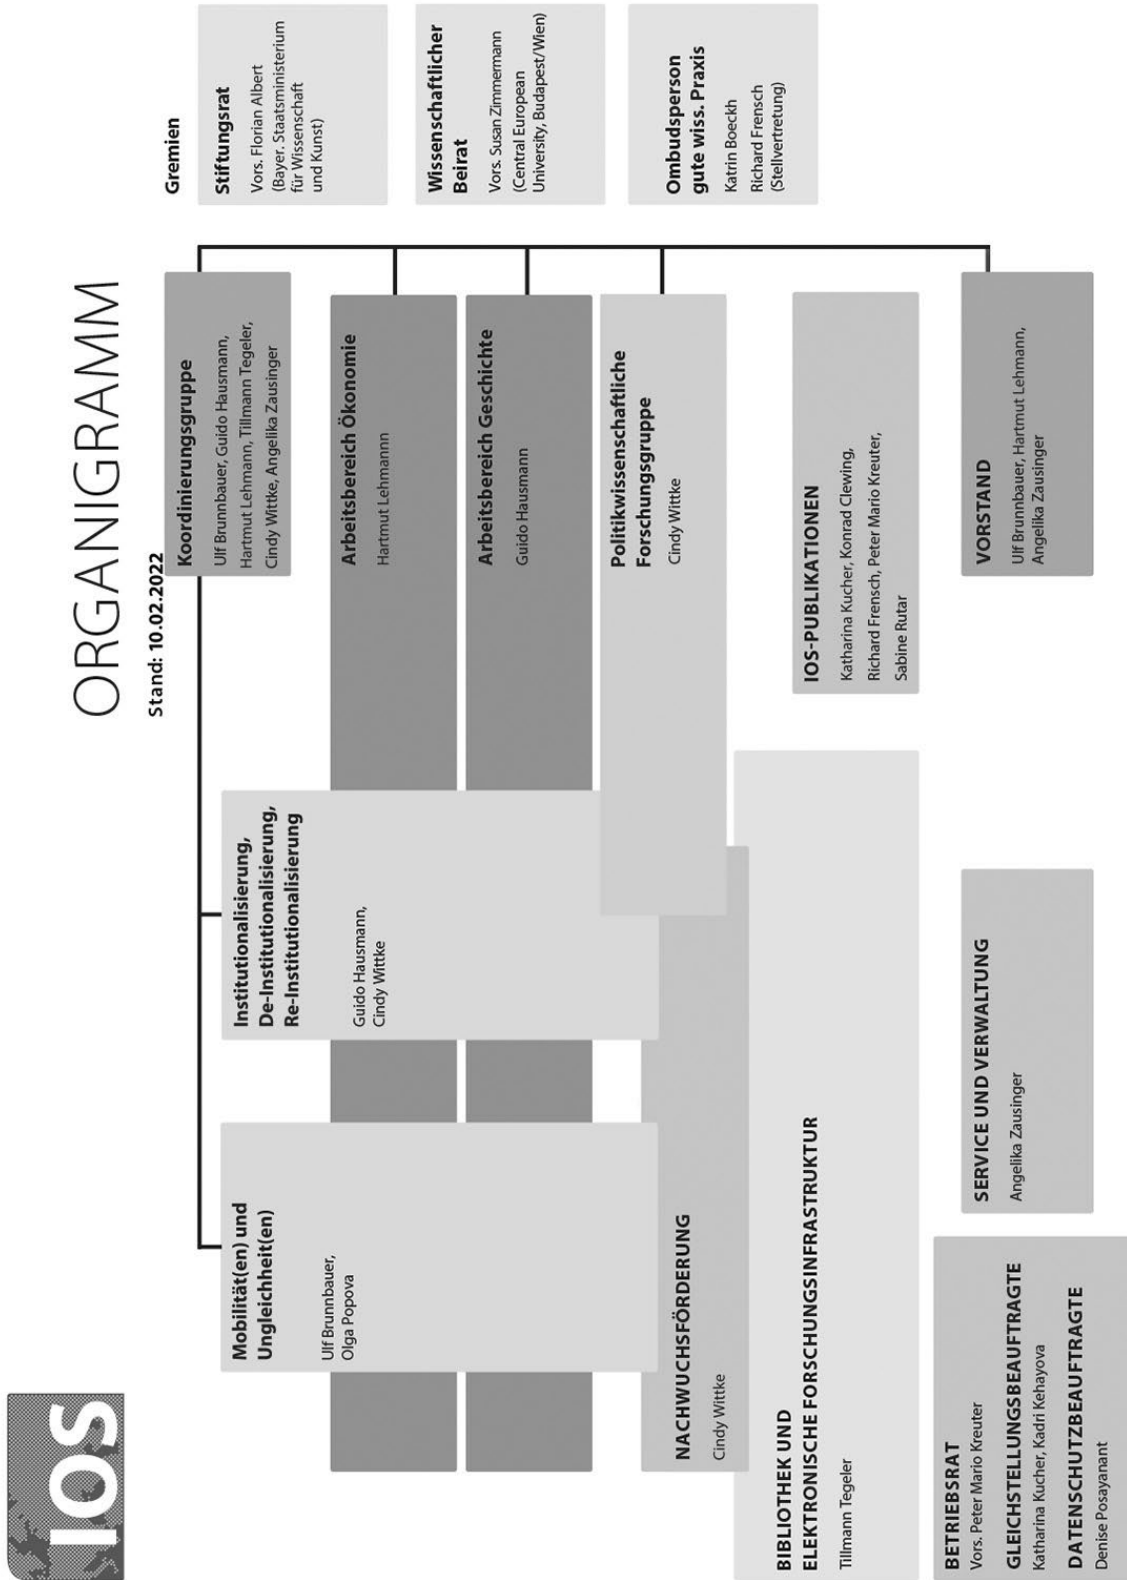 IOS
ORGANIGRAMM
Stand: 10.02.2022
Gremien
Koordinierungsgruppe
Ulf Brunnbauer, Guido Hausmann,
Hartmut Lehmann, Tillmann Tegeler,
Cindy Wittke, Angelika Zausinger
Stiftungsrat
Vors. Florian Albert
(Bayer. Staatsministerium
für Wissenschaft
und Kunst)
Mobilität(en) und
Ungleichheit(en)
Ulf Brunnbauer,
Olga Popova
Institutionalisierung,
De-Institutionalisierung,
Re-Institutionalisierung
Guido Hausmann,
Cindy Wittke
Arbeitsbereich Ökonomie
Hartmut Lehmannn
Wissenschaftlicher
Beirat
Vors. Susan Zimmermann
(Central European
University, Budapest/Wien)
Arbeitsbereich Geschichte
Guido Hausmann
Politikwissenschaftliche
Forschungsgruppe
Cindy Wittke
Ombudsperson
gute wiss. Praxis
Katrin Boeckh
Richard Frensch
(Stellvertretung)
NACHWUCHSFÖRDERUNG
Cindy Wittke
BIBLIOTHEK UND
ELEKTRONISCHE FORSCHUNGSINFRASTRUKTUR
Tillmann Tegeler
IOS-PUBLIKATIONEN
Katharina Kucher, Konrad Clewing,
Richard Frensch, Peter Mario Kreuter,
Sabine Rutar
BETRIEBSRAT
Vors. Peter Mario Kreuter
GLEICHSTELLUNGSBEAUFTRAGTE
Katharina Kucher, Kadri Kehayova
DATENSCHUTZBEAUFTRAGTE
Denise Posayanant
SERVICE UND VERWALTUNG
Angelika Zausinger
VORSTAND
Ulf Brunnbauer, Hartmut Lehmann,
Angelika Zausinger